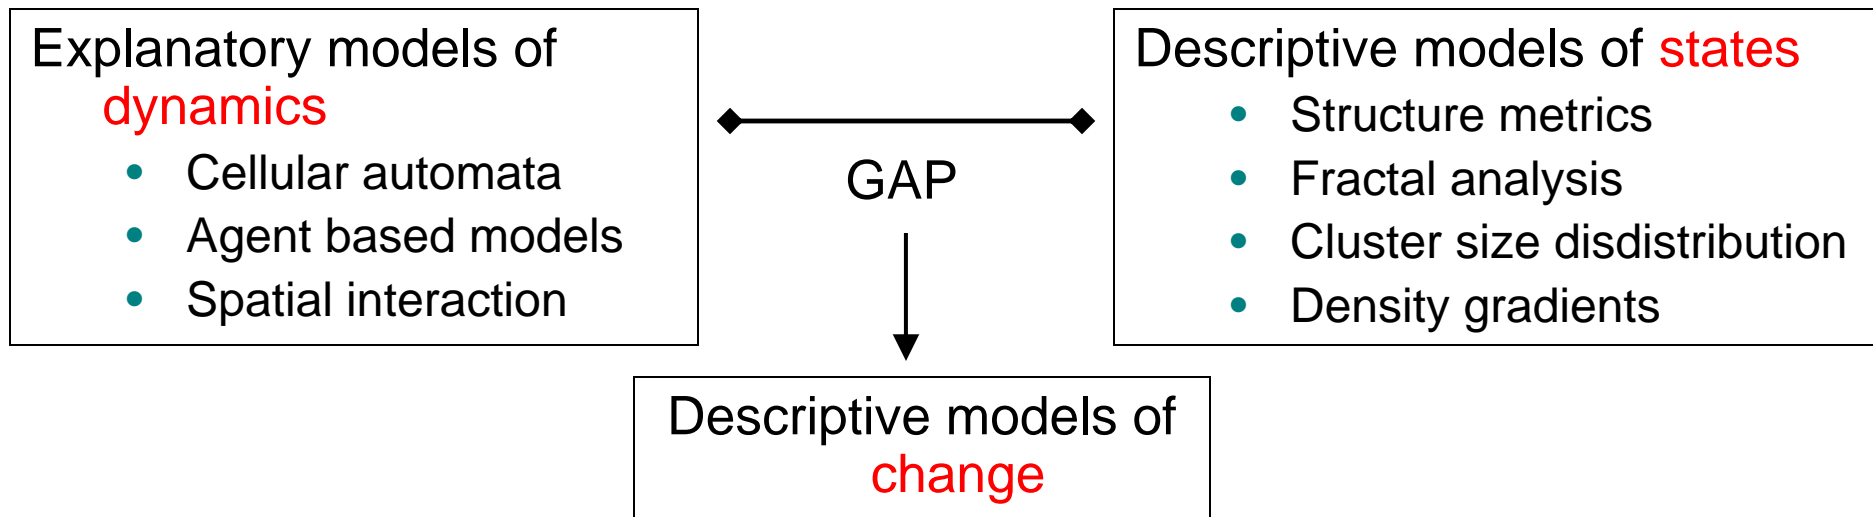 Explanatory models of
dynamics
• Cellular automata
• Agent based models
• Spatial interaction
GAP
Descriptive models of states
• Structure metrics
• Fractal analysis
• Cluster size disdistribution
• Density gradients
Descriptive models of
change